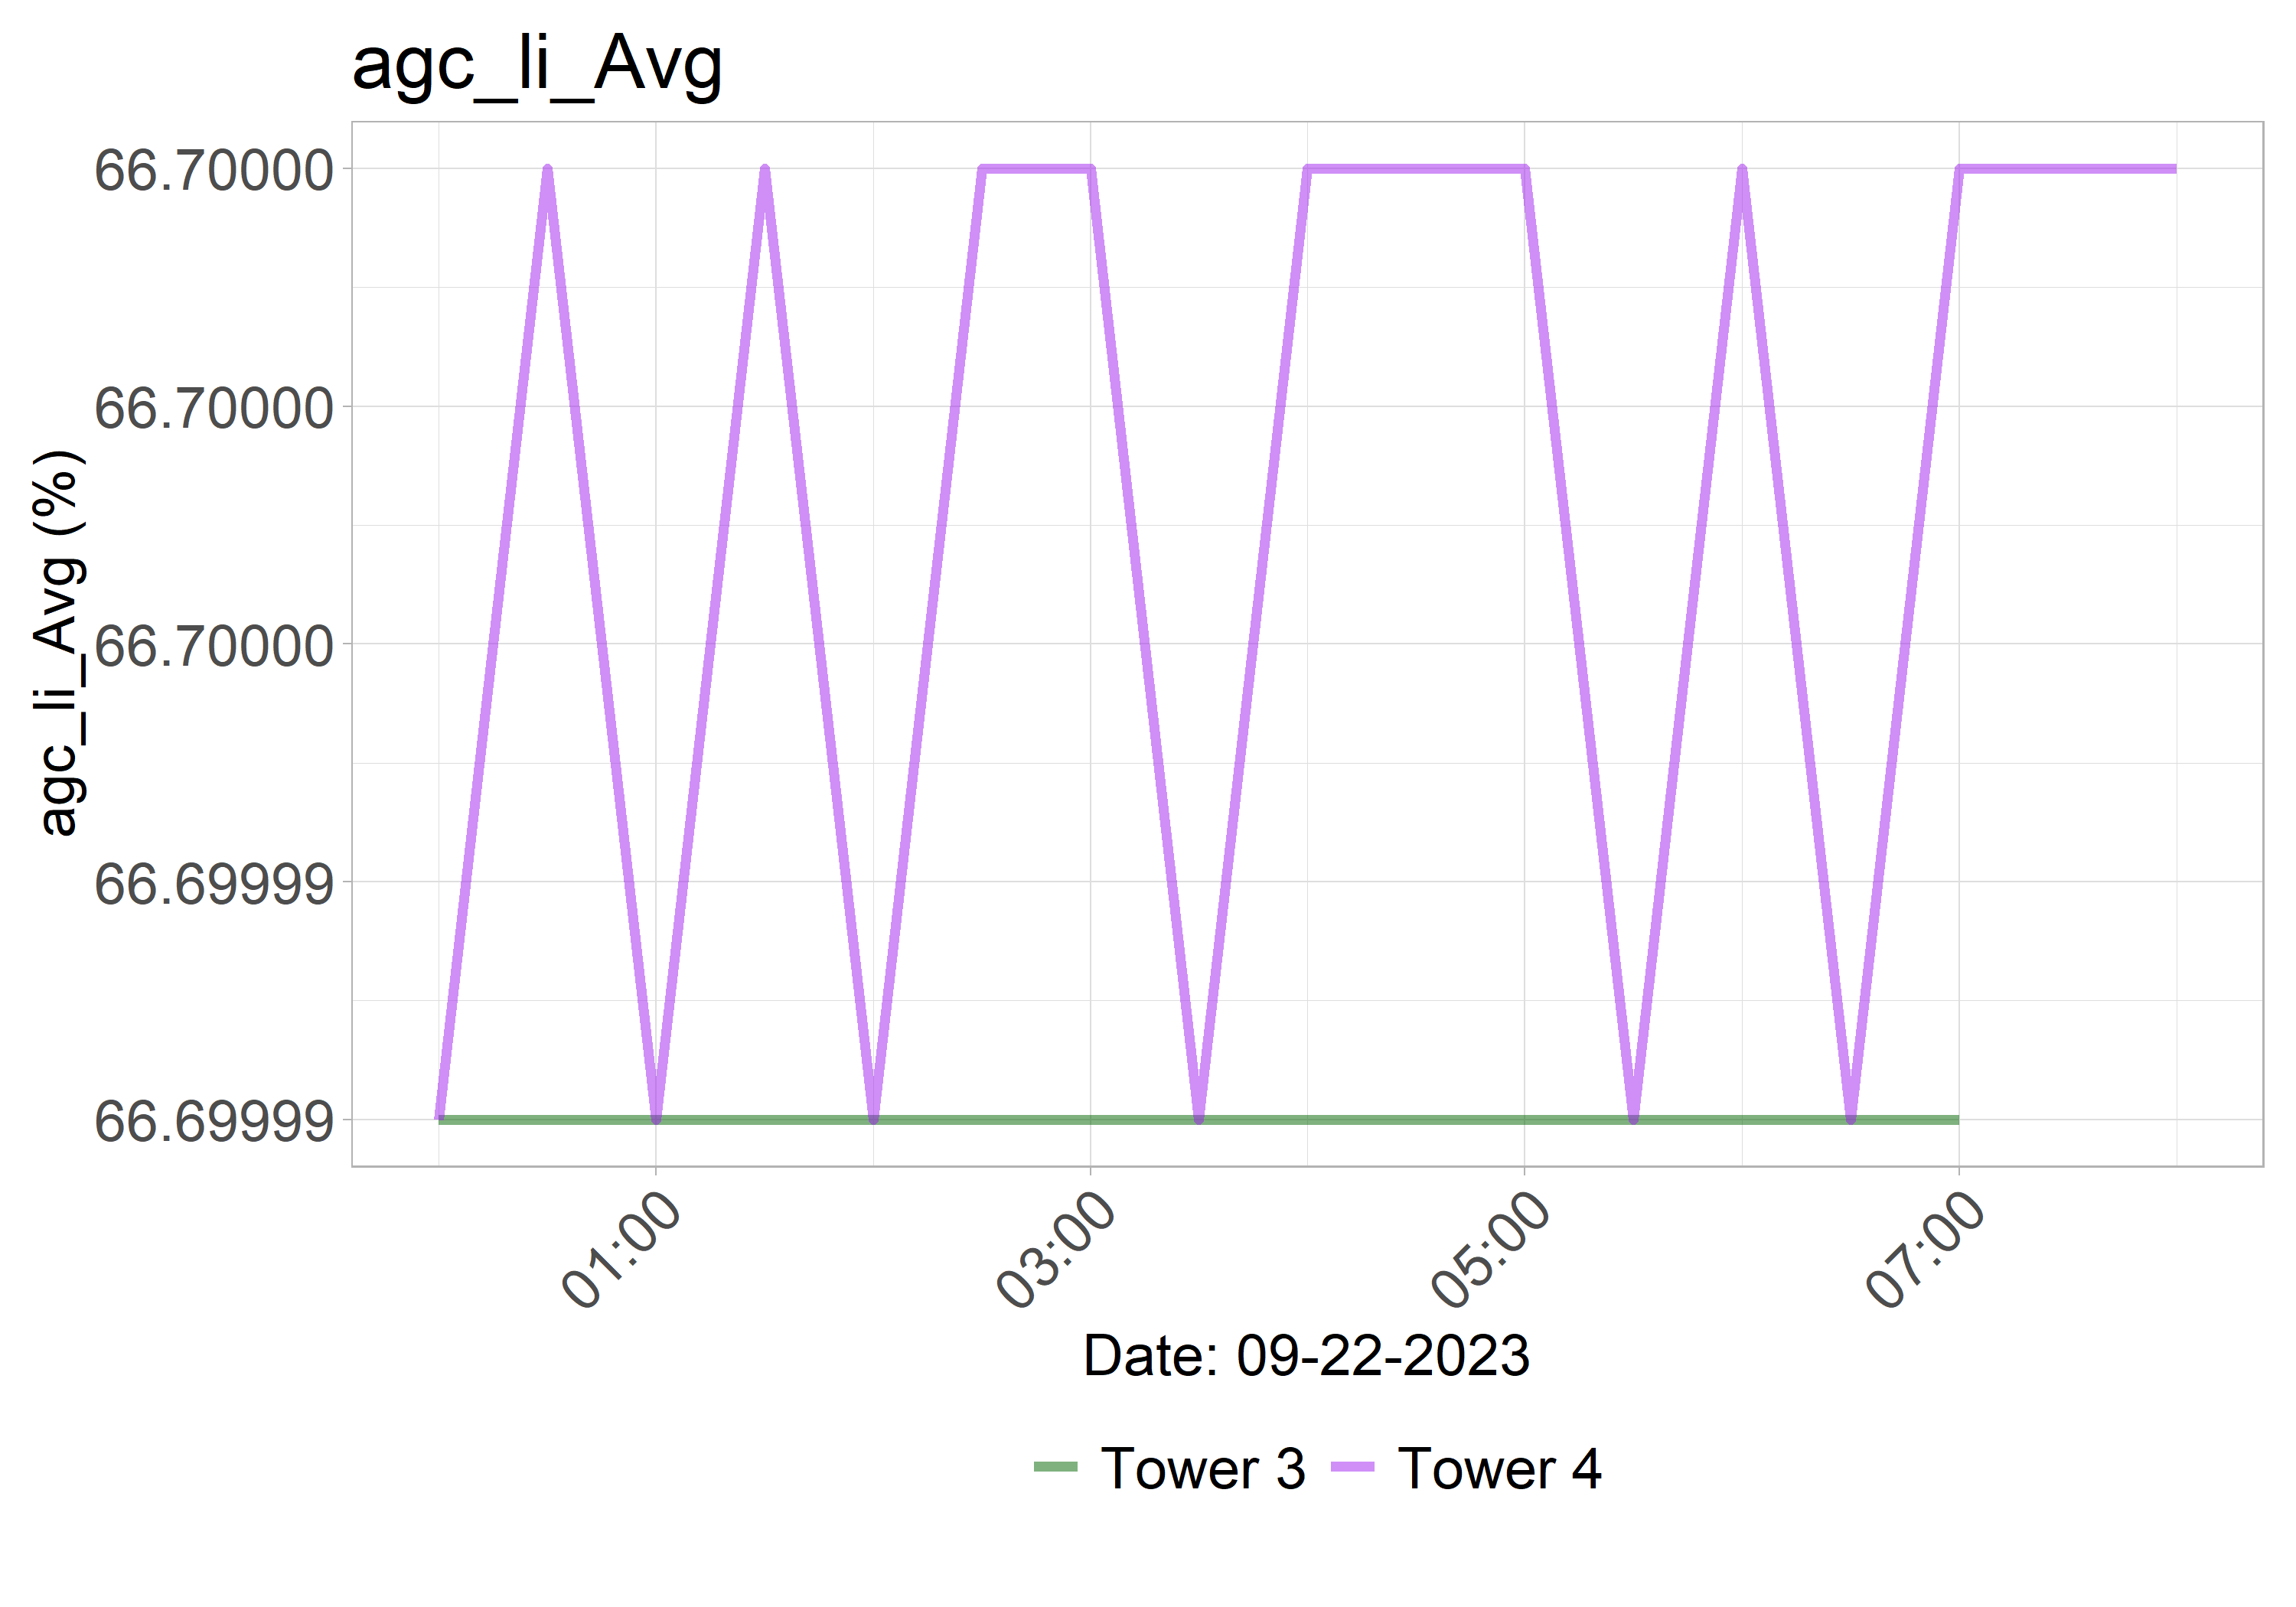 agc_li_Avg
agc_li_Avg (%)
66.70000
66.70000
66.70000
66.69999
66.69999
01:00
03:00
05:00
07:00
Date: 09-22-2023
Tower 3
Tower 4